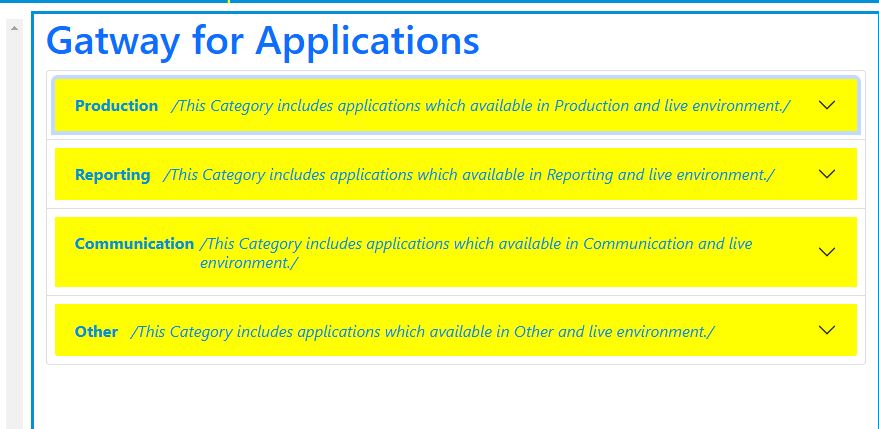 Gatway for Applications
Production /This Category includes applications which available in Production and live environment./
Reporting /This Category includes applications which available in Reporting and live environment./
Communication /This Category includes applications which available in Communication and live
environment./
Other /This Category includes applications which available in Other and live environment./